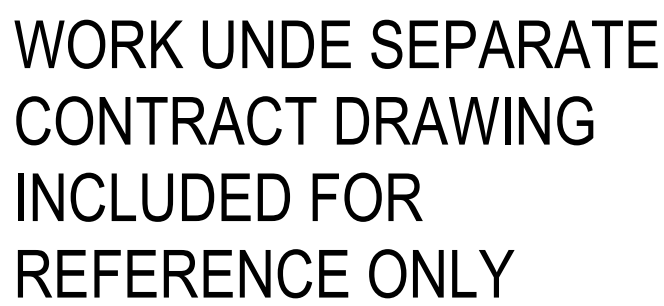 WORK UNDE SEPARATE
CONTRACT DRAWING
INCLUDED FOR
REFERENCE ONLY